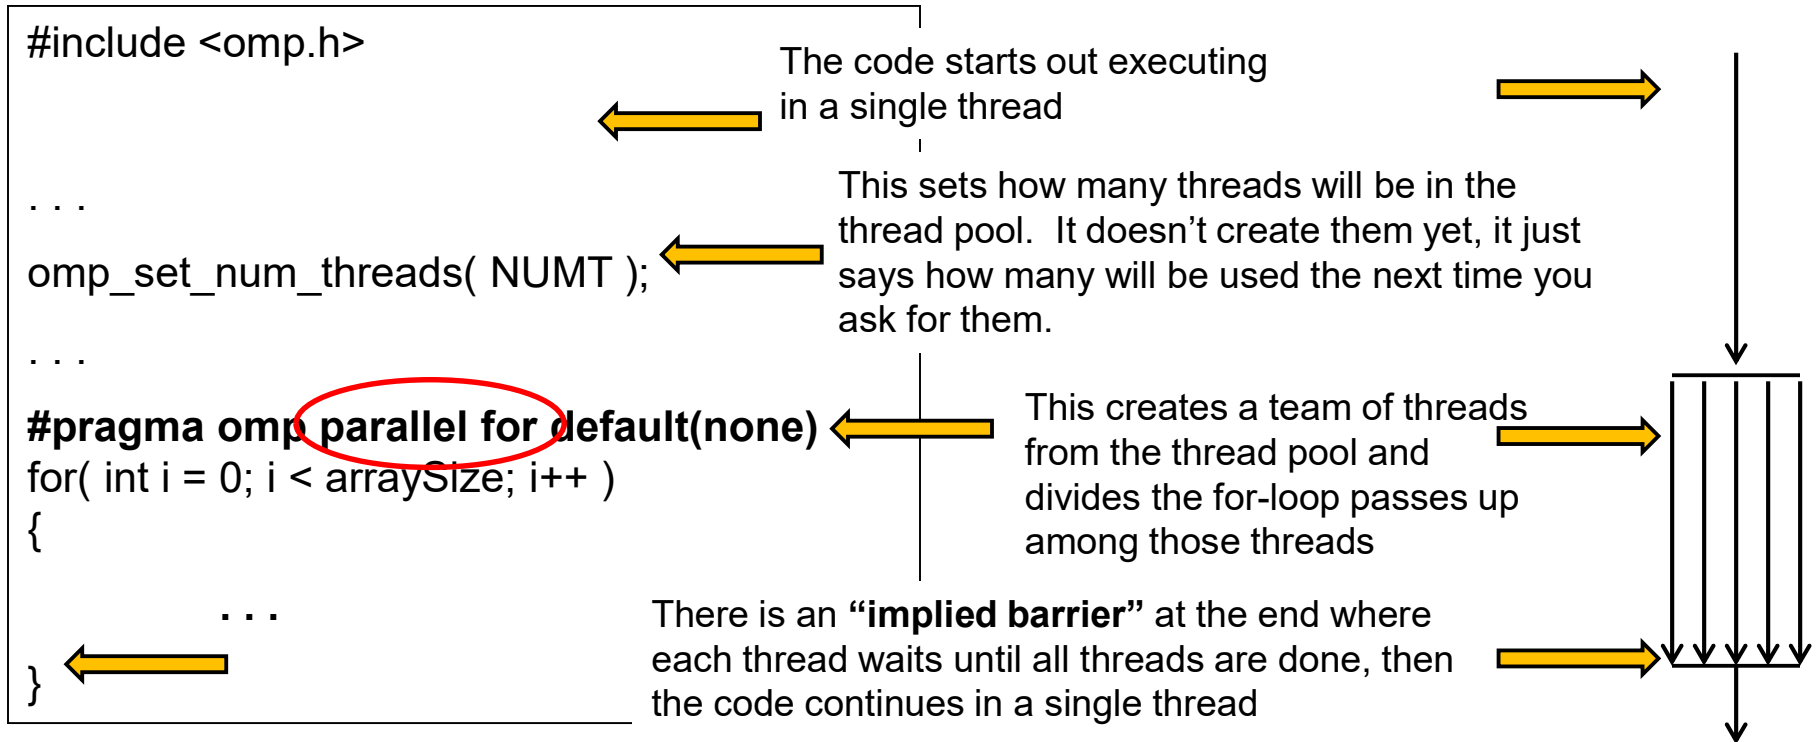 #include <omp.h>
The code starts out executing
in a single thread
. . .
This sets how many threads will be in the
thread pool.  It doesn’t create them yet, it just
says how many will be used the next time you
ask for them.
omp_set_num_threads( NUMT );
. . .
#pragma omp parallel for default(none)
for( int i = 0; i < arraySize; i++ )
{
This creates a team of threads
from the thread pool and
divides the for-loop passes up
among those threads
. . .
}
There is an “implied barrier” at the end where
each thread waits until all threads are done, then
the code continues in a single thread